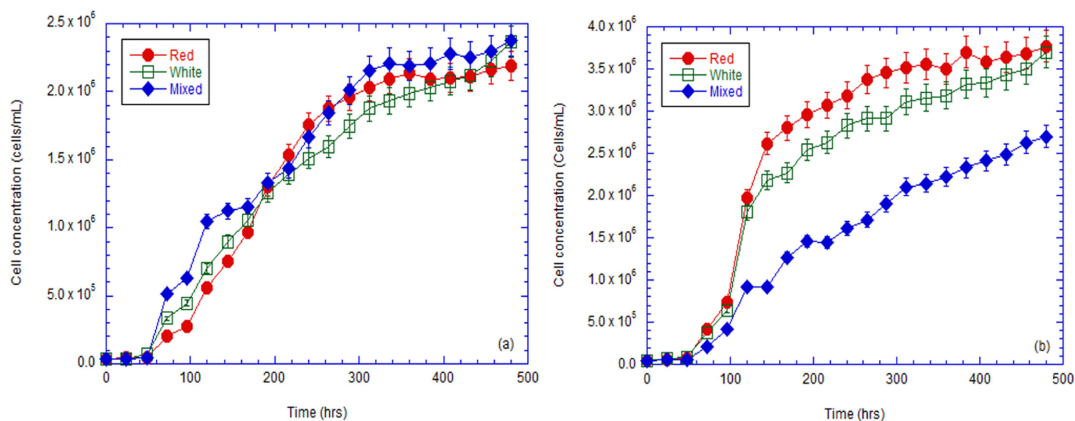 2.5 x 10⁶
2.0 x 10⁶
1.5 x 10⁶
1.0 x 10⁶
5.0 x 10⁵
0.0
Cell concentration (cells/mL)
Red
White
Mixed
(a)
0
100
200
300
400
500
Time (hrs)
4.0 x 10⁶
3.5 x 10⁶
3.0 x 10⁶
2.5 x 10⁶
2.0 x 10⁶
1.5 x 10⁶
1.0 x 10⁶
5.0 x 10⁵
0.0
Cell concentration (Cells/mL)
Red
White
Mixed
(b)
0
100
200
300
400
500
Time (hrs)